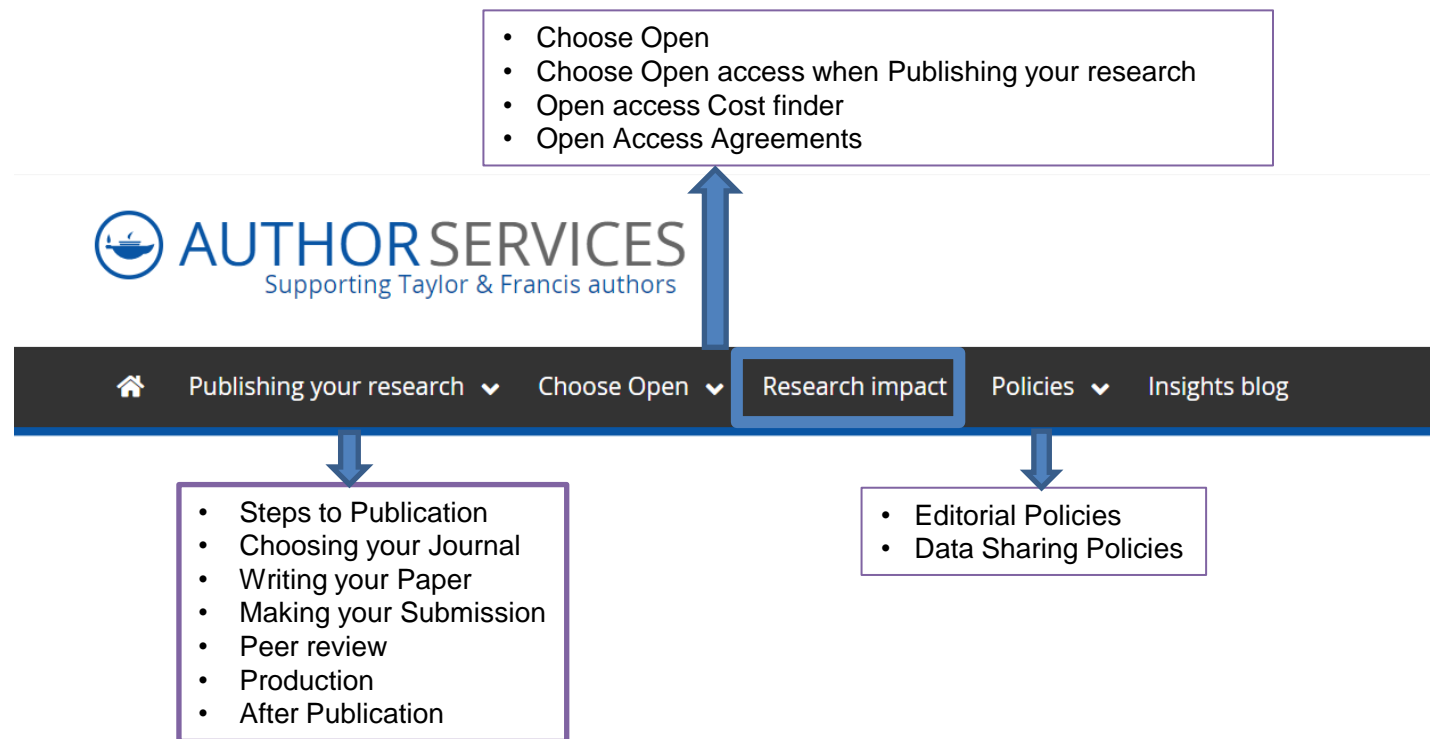 • Choose Open
• Choose Open access when Publishing your research
• Open access Cost finder
• Open Access Agreements
AUTHOR SERVICES
Supporting Taylor & Francis authors
Publishing your research Choose Open Research impact Policies Insights blog
• Steps to Publication
• Choosing your Journal
• Writing your Paper
• Making your Submission
• Peer review
• Production
• After Publication
• Editorial Policies
• Data Sharing Policies